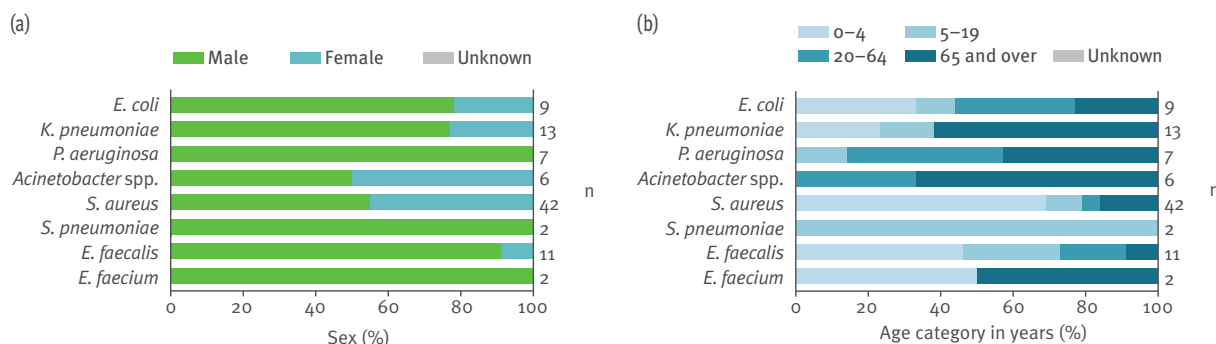 (a)
Male Female Unknown
E. coli 9
K. pneumoniae 13
P. aeruginosa 7
Acinetobacter spp. 6
S. aureus 42
S. pneumoniae 2
E. faecalis 11
E. faecium 2
n
0 20 40 60 80 100
Sex (%)
(b)
0–4 5–19
20–64 65 and over Unknown
E. coli 9
K. pneumoniae 13
P. aeruginosa 7
Acinetobacter spp. 6
S. aureus 42
S. pneumoniae 2
E. faecalis 11
E. faecium 2
0 20 40 60 80 100
Age category in years (%)